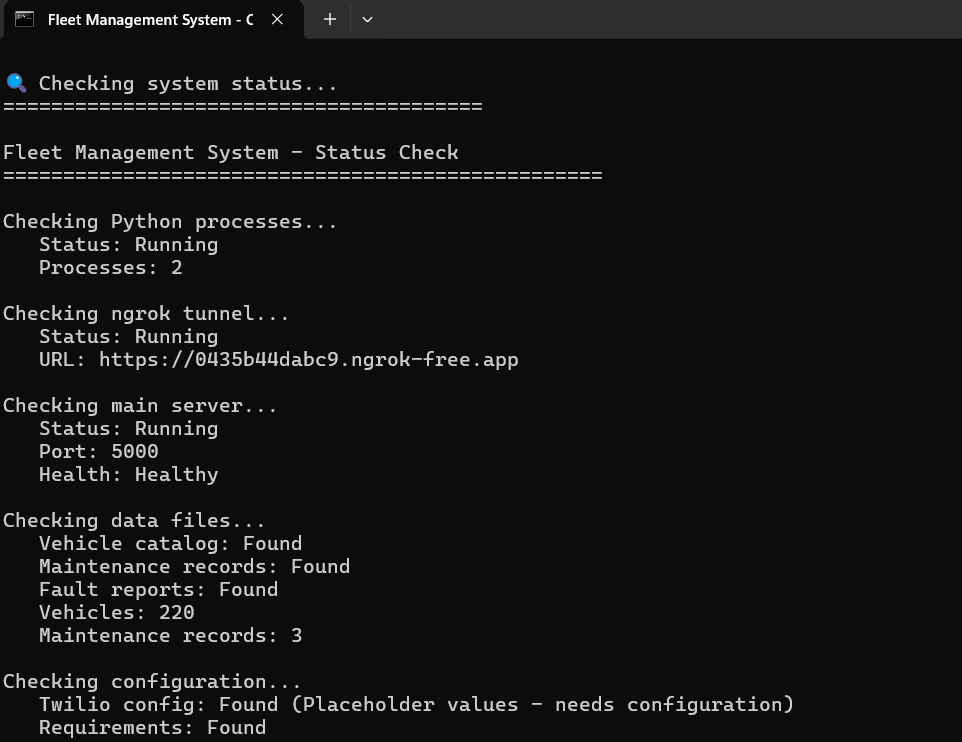 Fleet Management System - C
Checking system status...
========================================
Fleet Management System - Status Check
==================================================
Checking Python processes...
Status: Running
Processes: 2
Checking ngrok tunnel...
Status: Running
URL: https://0435b44dabc9.ngrok-free.app
Checking main server...
Status: Running
Port: 5000
Health: Healthy
Checking data files...
Vehicle catalog: Found
Maintenance records: Found
Fault reports: Found
Vehicles: 220
Maintenance records: 3
Checking configuration...
Twilio config: Found (Placeholder values - needs configuration)
Requirements: Found